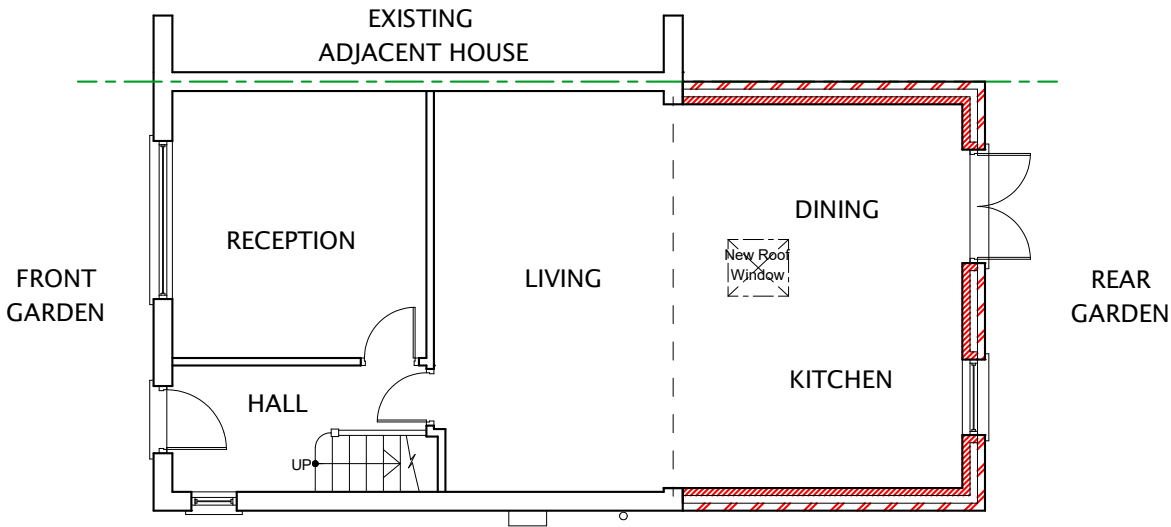 EXISTING
ADJACENT HOUSE
DINING
RECEPTION
New Roof
Window
LIVING
FRONT
GARDEN
REAR
GARDEN
KITCHEN
HALL
UP